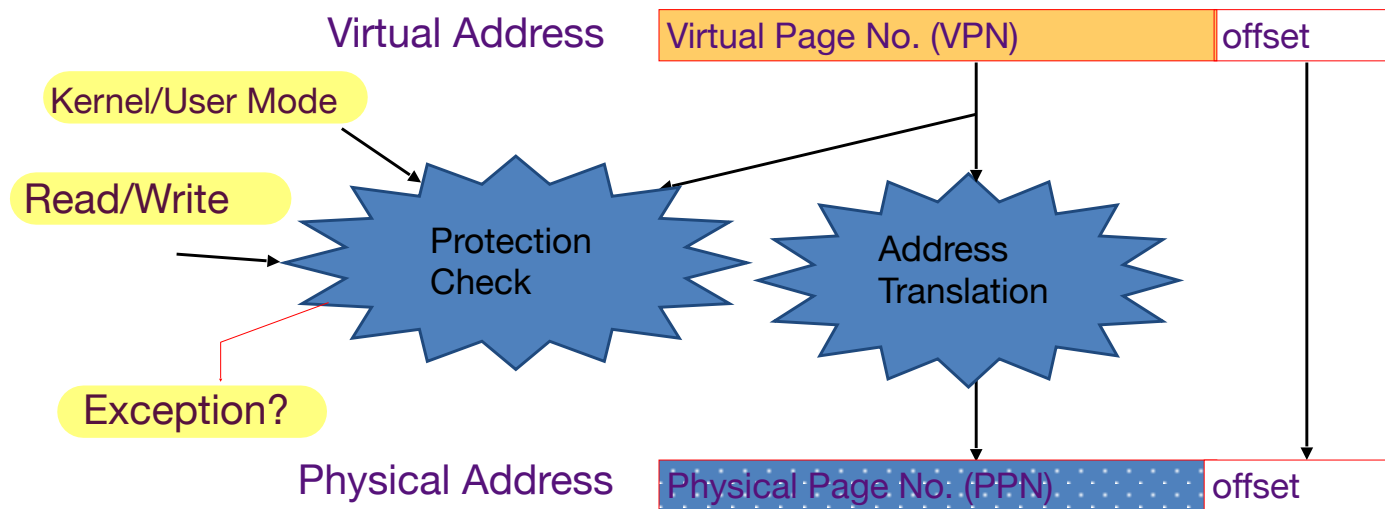 Virtual Address
Virtual Page No. (VPN)
offset
Kernel/User Mode
Read/Write
Protection
Check
Address
Translation
Exception?
Physical Address
Physical Page No. (PPN)
offset